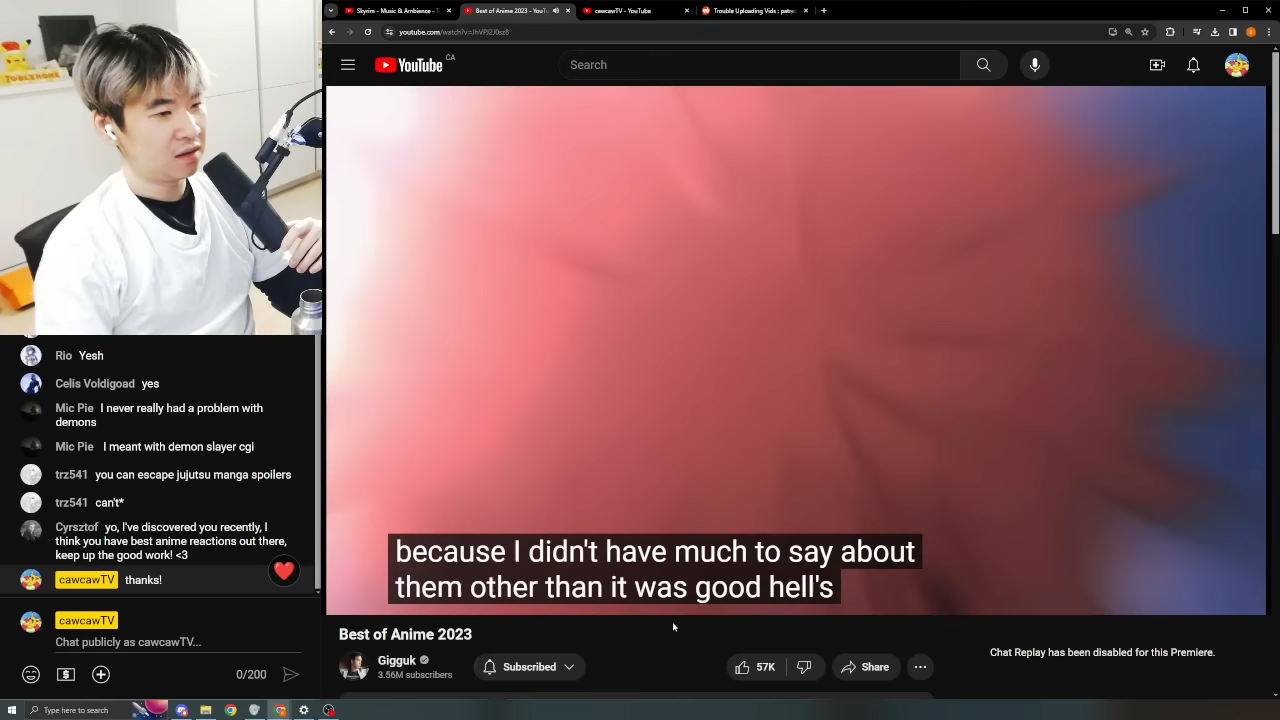 Skyrim - Music & Ambience - T
Best of Anime 2023 - YouT
cawcawTV - YouTube
Trouble Uploading Vids : patre
youtube.com/watch?v=JhVPJ2J0sz8
YouTube CA
Search
TOBLERONE
because I didn't have much to say about
them other than it was good hell's
Best of Anime 2023
Gigguk
3.56M subscribers
Subscribed
57K
Share
Chat Replay has been disabled for this Premiere.
Rio Yesh
Celis Voldigoad yes
Mic Pie I never really had a problem with
demons
Mic Pie I meant with demon slayer cgi
trz541 you can escape jujutsu manga spoilers
trz541 can't*
Cyrsztof yo, I've discovered you recently, I
think you have best anime reactions out there,
keep up the good work! <3
cawcawTV thanks!
cawcawTV
Chat publicly as cawcawTV...
0/200
Type here to search